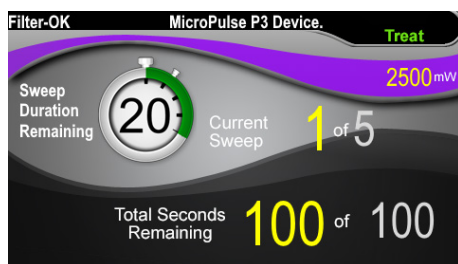 Filter-OK MicroPulse P3 Device.
Treat
2500mW
Sweep
Duration
Remaining
20
Current
Sweep
1 of 5
Total Seconds
Remaining
100 of 100